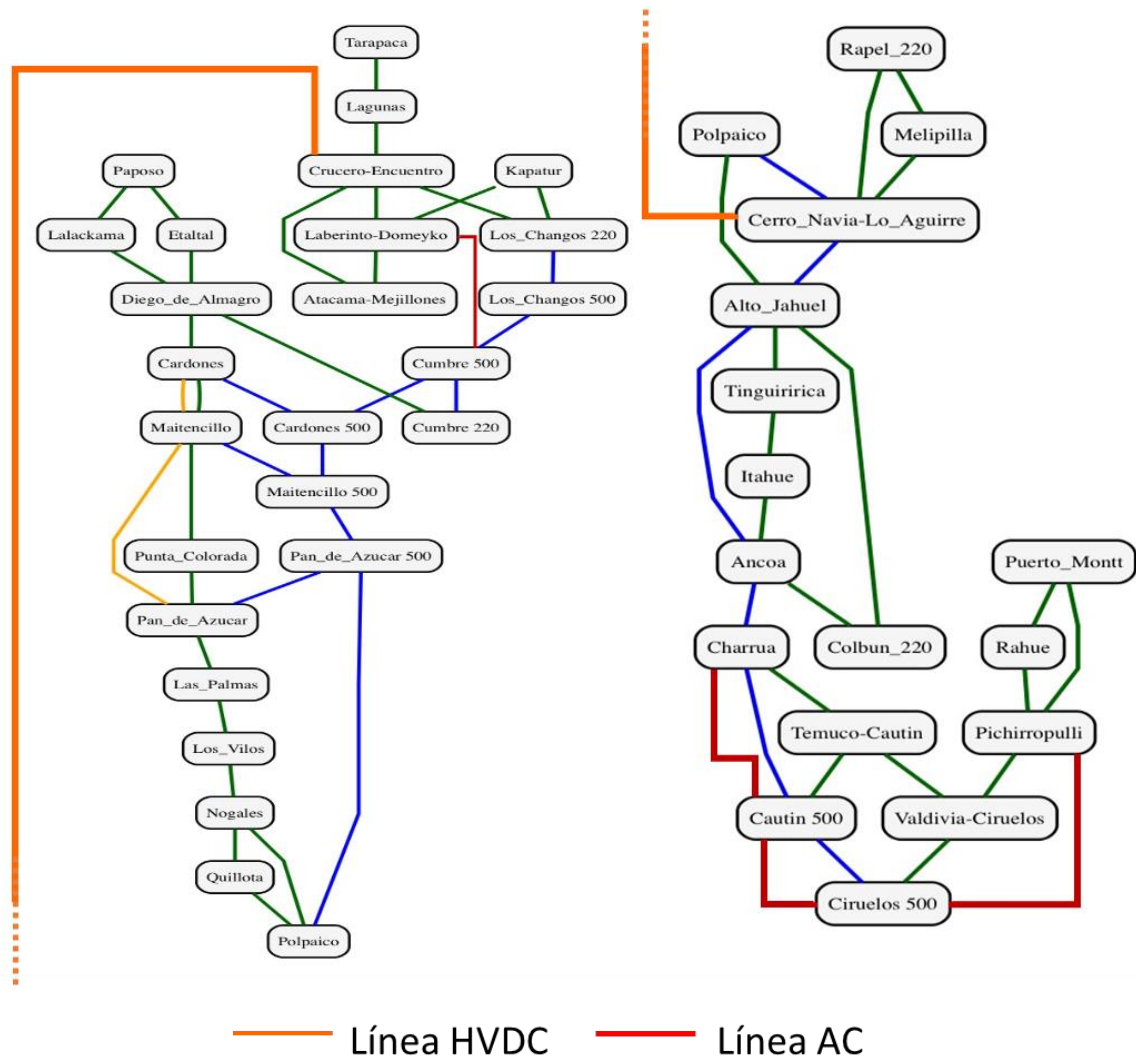 Tarapaca
Lagunas
Crucero-Encuentro
Kapatur
Paposo
Lalackama
Etaltal
Laberinto-Domeyko
Los_Changos 220
Diego_de_Almagro
Atacama-Mejillones
Los_Changos 500
Cardones
Cumbre 500
Maitencillo
Cardones 500
Cumbre 220
Maitencillo 500
Punta_Colorada
Pan_de_Azucar 500
Pan_de_Azucar
Las_Palmas
Los_Vilos
Nogales
Quillota
Polpaico
Rapel_220
Polpaico
Melipilla
Cerro_Navia-Lo_Aguirre
Alto_Jahuel
Tinguiririca
Itahue
Ancoa
Puerto_Montt
Charrua
Colbun_220
Rahue
Temuco-Cautin
Pichirropulli
Cautin 500
Valdivia-Ciruelos
Ciruelos 500
Línea HVDC
Línea AC